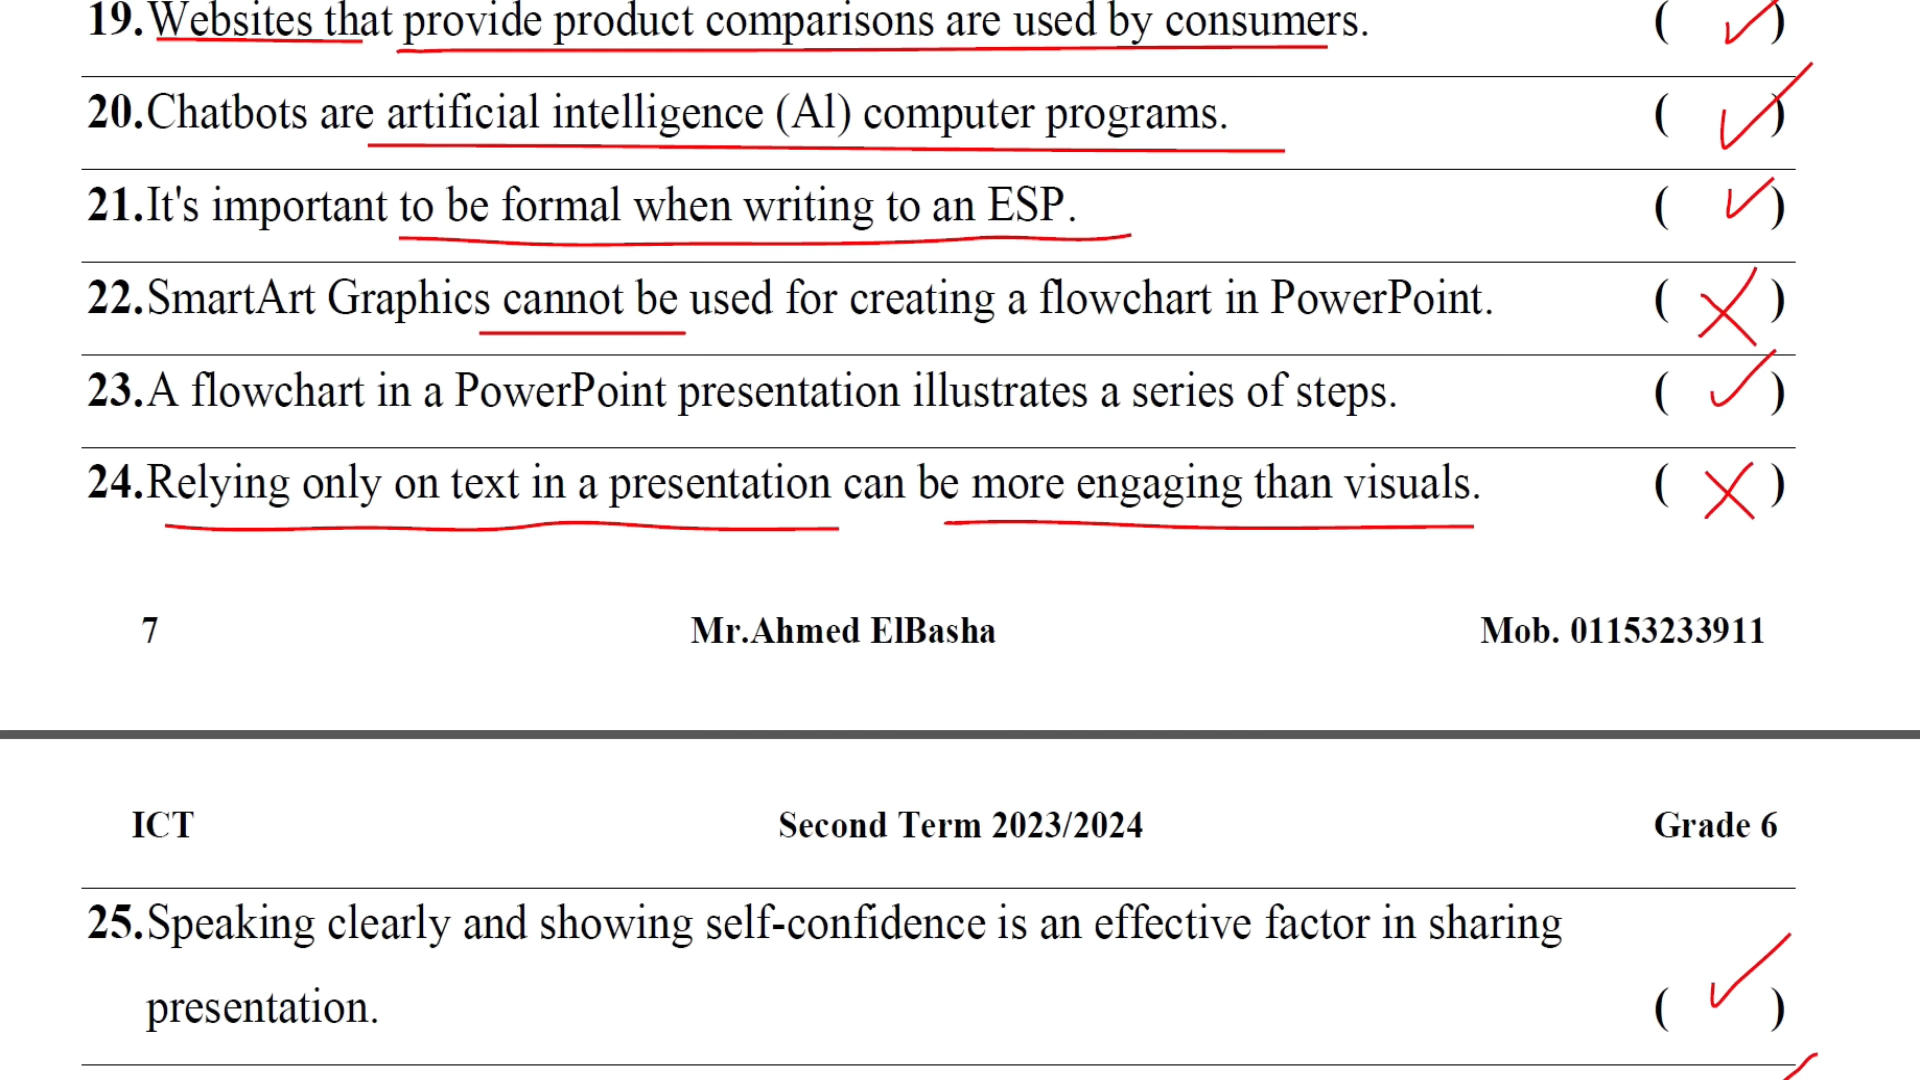 19. Websites that provide product comparisons are used by consumers. ( ✓ )
20. Chatbots are artificial intelligence (Al) computer programs. ( ✓ )
21. It's important to be formal when writing to an ESP. ( ✓ )
22. SmartArt Graphics cannot be used for creating a flowchart in PowerPoint. ( ✗ )
23. A flowchart in a PowerPoint presentation illustrates a series of steps. ( ✓ )
24. Relying only on text in a presentation can be more engaging than visuals. ( ✗ )
7 Mr.Ahmed ElBasha Mob. 01153233911
ICT Second Term 2023/2024 Grade 6
25. Speaking clearly and showing self-confidence is an effective factor in sharing
presentation. ( ✓ )